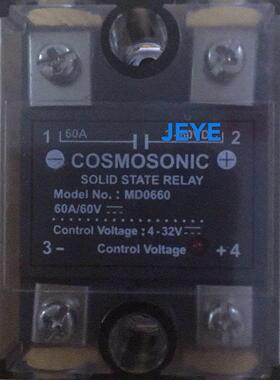 1 60A JEYE 2
COSMOSONIC
SOLID STATE RELAY
Model No. : MD0660
60A/60V
Control Voltage : 4-32V
3- Control Voltage +4